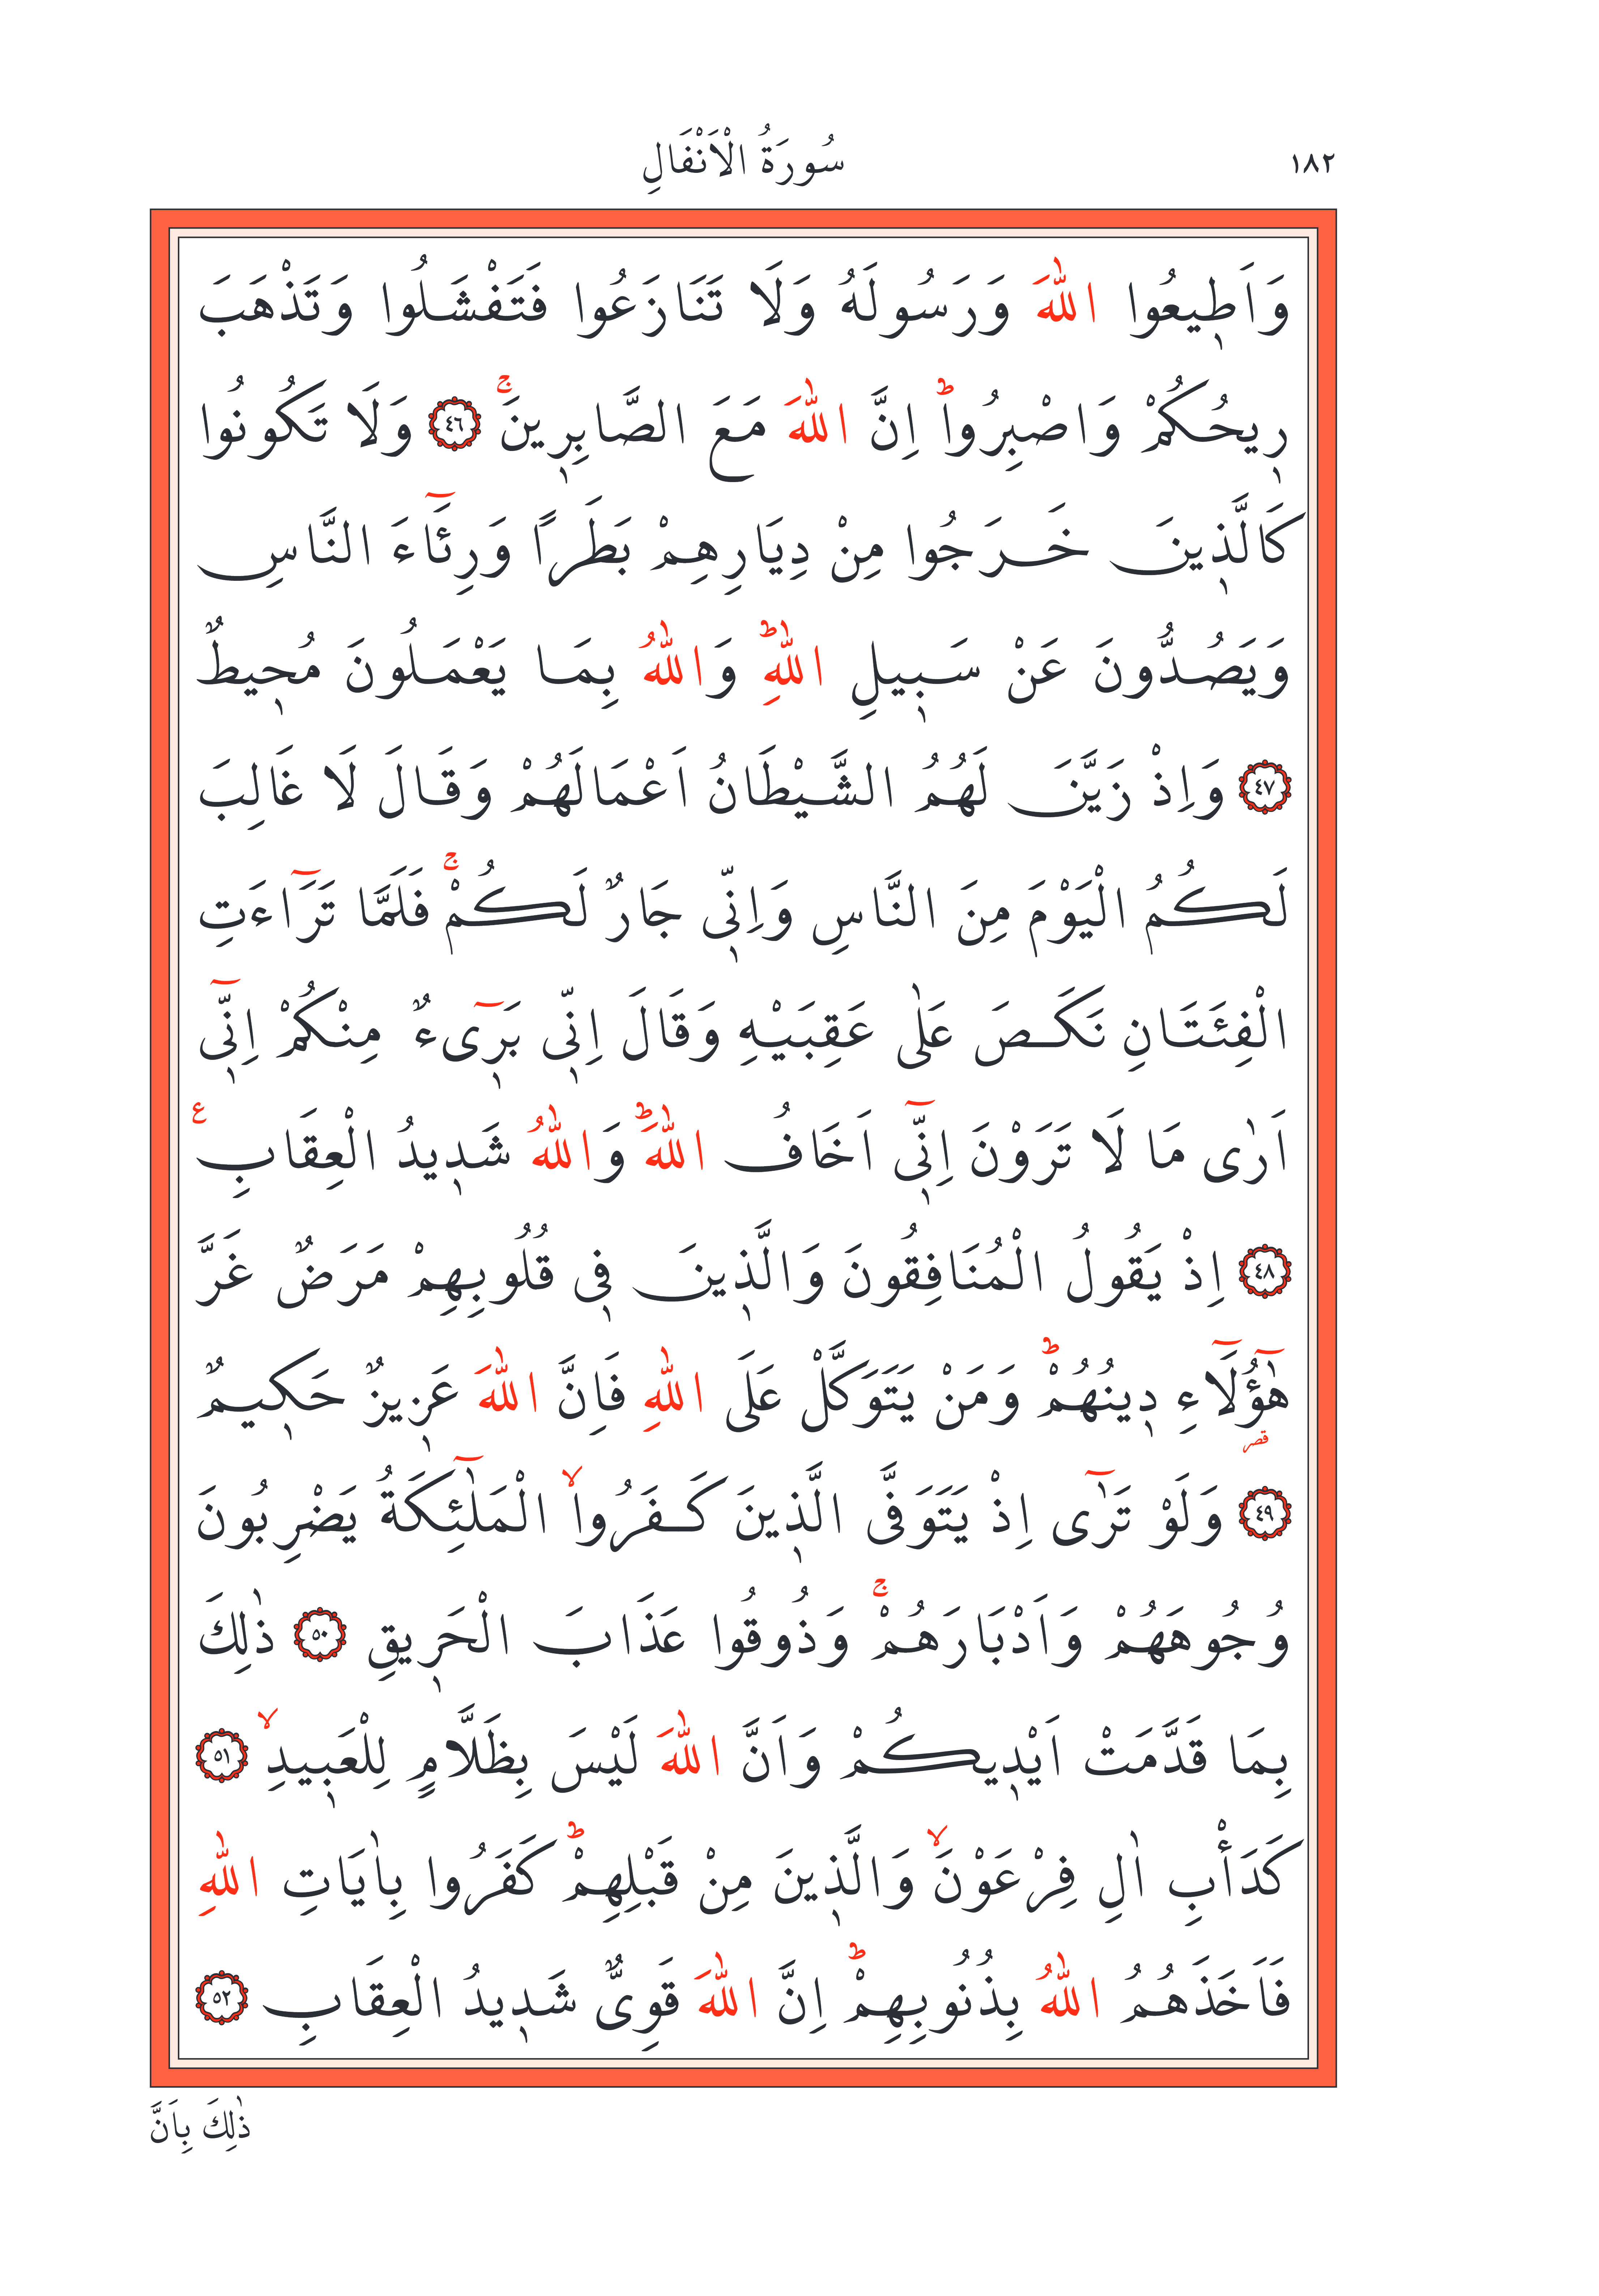 ١٨٢ سُورَةُ الْاَنْفَالِ
وَاَط۪يعُوا اللّٰهَ وَرَسُولَهُ وَلَا تَنَازَعُوا فَتَفْشَلُوا وَتَذْهَبَ
ر۪يحُكُمْ وَاصْبِرُواۜ اِنَّ اللّٰهَ مَعَ الصَّابِر۪ينَۚ ﴿٤٦﴾ وَلَا تَكُونُوا
كَالَّذ۪ينَ خَرَجُوا مِنْ دِيَارِهِمْ بَطَرًا وَرِئَٓاءَ النَّاسِ
وَيَصُدُّونَ عَنْ سَب۪يلِ اللّٰهِۜ وَاللّٰهُ بِمَا يَعْمَلُونَ مُح۪يطٌ
﴿٤٧﴾ وَاِذْ زَيَّنَ لَهُمُ الشَّيْطَانُ اَعْمَالَهُمْ وَقَالَ لَا غَالِبَ
لَكُمُ الْيَوْمَ مِنَ النَّاسِ وَاِنّ۪ي جَارٌ لَكُمْۚ فَلَمَّا تَرَٓاءَتِ
الْفِئَتَانِ نَكَصَ عَلٰى عَقِبَيْهِ وَقَالَ اِنّ۪ي بَر۪ٓيءٌ مِنْكُمْ اِنّ۪ٓي
اَرٰى مَا لَا تَرَوْنَ اِنّ۪ٓي اَخَافُ اللّٰهَۜ وَاللّٰهُ شَد۪يدُ الْعِقَابِ ع
﴿٤٨﴾ اِذْ يَقُولُ الْمُنَافِقُونَ وَالَّذ۪ينَ ف۪ي قُلُوبِهِمْ مَرَضٌ غَرَّ
هٰٓؤُ۬لَٓاءِ د۪ينُهُمْۜ وَمَنْ يَتَوَكَّلْ عَلَى اللّٰهِ فَاِنَّ اللّٰهَ عَز۪يزٌ حَك۪يمٌ
قصر
﴿٤٩﴾ وَلَوْ تَرٰٓى اِذْ يَتَوَفَّى الَّذ۪ينَ كَفَرُواۙ الْمَلٰٓئِكَةُ يَضْرِبُونَ
وُجُوهَهُمْ وَاَدْبَارَهُمْۚ وَذُوقُوا عَذَابَ الْحَر۪يقِ ﴿٥٠﴾ ذٰلِكَ
بِمَا قَدَّمَتْ اَيْد۪يكُمْ وَاَنَّ اللّٰهَ لَيْسَ بِظَلَّامٍ لِلْعَب۪يدِۙ ﴿٥١﴾
كَدَأْبِ اٰلِ فِرْعَوْنَۙ وَالَّذ۪ينَ مِنْ قَبْلِهِمْۜ كَفَرُوا بِاٰيَاتِ اللّٰهِ
فَاَخَذَهُمُ اللّٰهُ بِذُنُوبِهِمْۜ اِنَّ اللّٰهَ قَوِيٌّ شَد۪يدُ الْعِقَابِ ﴿٥٢﴾
ذٰلِكَ بِاَنَّ